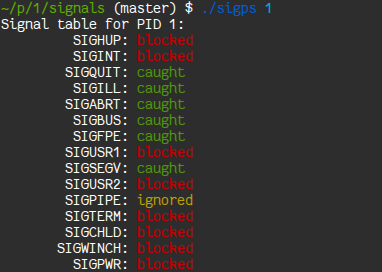 ~/p/1/signals (master) $ ./sigps 1
Signal table for PID 1:
SIGHUP: blocked
SIGINT: blocked
SIGQUIT: caught
SIGILL: caught
SIGABRT: caught
SIGBUS: caught
SIGFPE: caught
SIGUSR1: blocked
SIGSEGV: caught
SIGUSR2: blocked
SIGPIPE: ignored
SIGTERM: blocked
SIGCHLD: blocked
SIGWINCH: blocked
SIGPWR: blocked